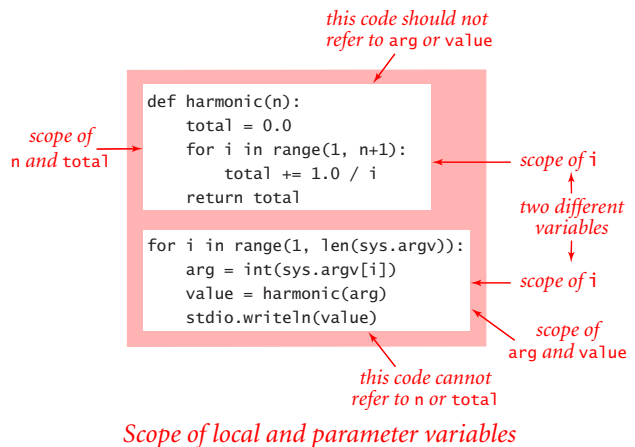 this code should not
refer to arg or value
def harmonic(n):
    total = 0.0
    for i in range(1, n+1):
        total += 1.0 / i
    return total
scope of
n and total
scope of i
two different
variables
scope of i
for i in range(1, len(sys.argv)):
    arg = int(sys.argv[i])
    value = harmonic(arg)
    stdio.writeln(value)
scope of
arg and value
this code cannot
refer to n or total
Scope of local and parameter variables